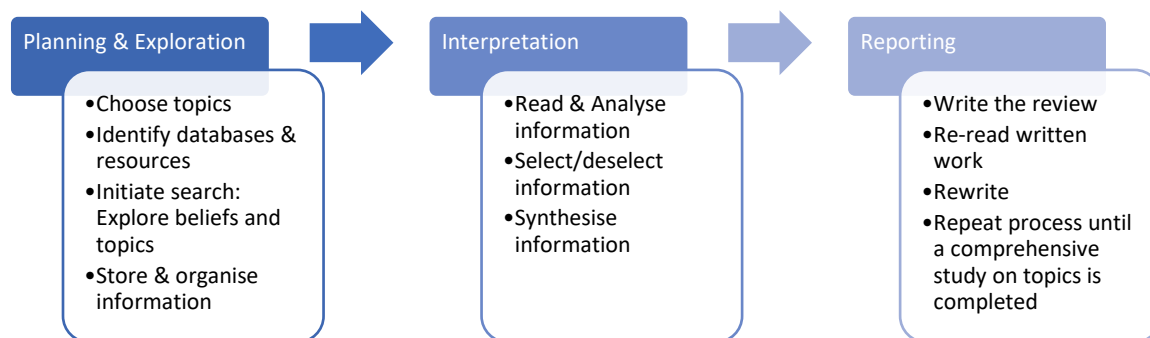 Planning & Exploration
•Choose topics
•Identify databases &
resources
•Initiate search:
Explore beliefs and
topics
•Store & organise
information
Interpretation
•Read & Analyse
information
•Select/deselect
information
•Synthesise
information
Reporting
•Write the review
•Re-read written
work
•Rewrite
•Repeat process until
a comprehensive
study on topics is
completed